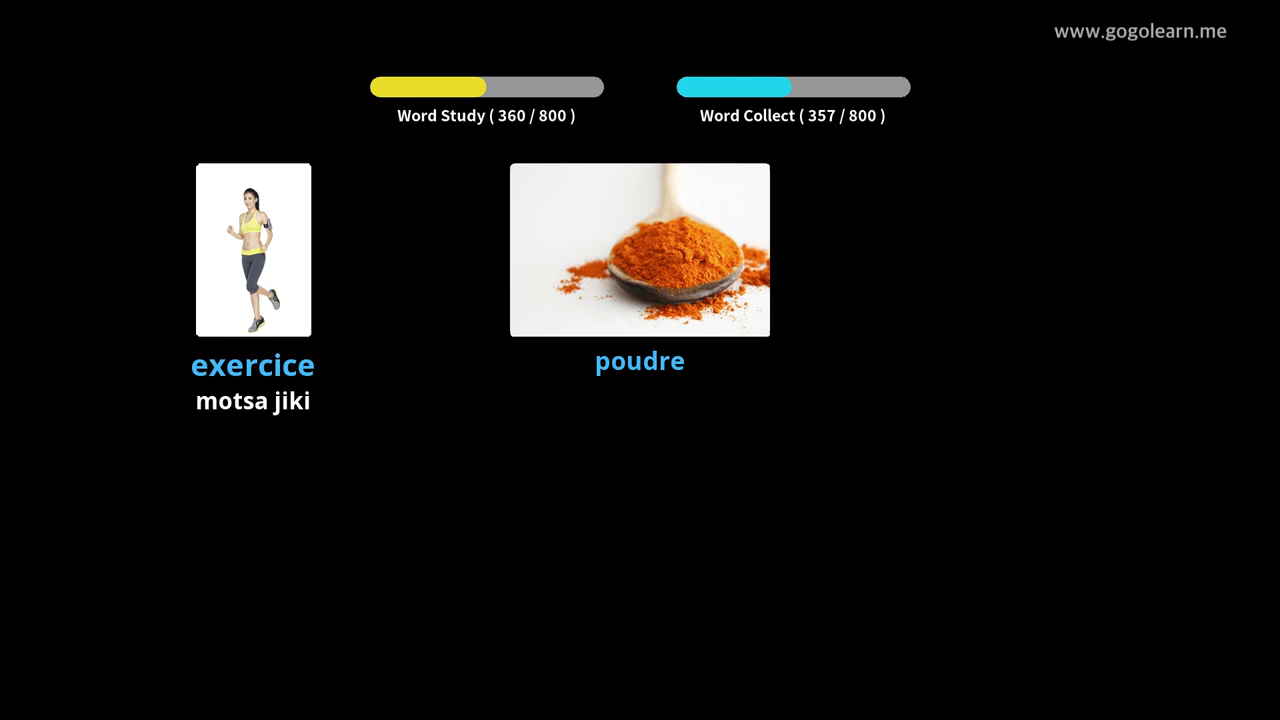 www.gogolearn.me
Word Study ( 360 / 800 )
Word Collect ( 357 / 800 )
exercice
motsa jiki
poudre